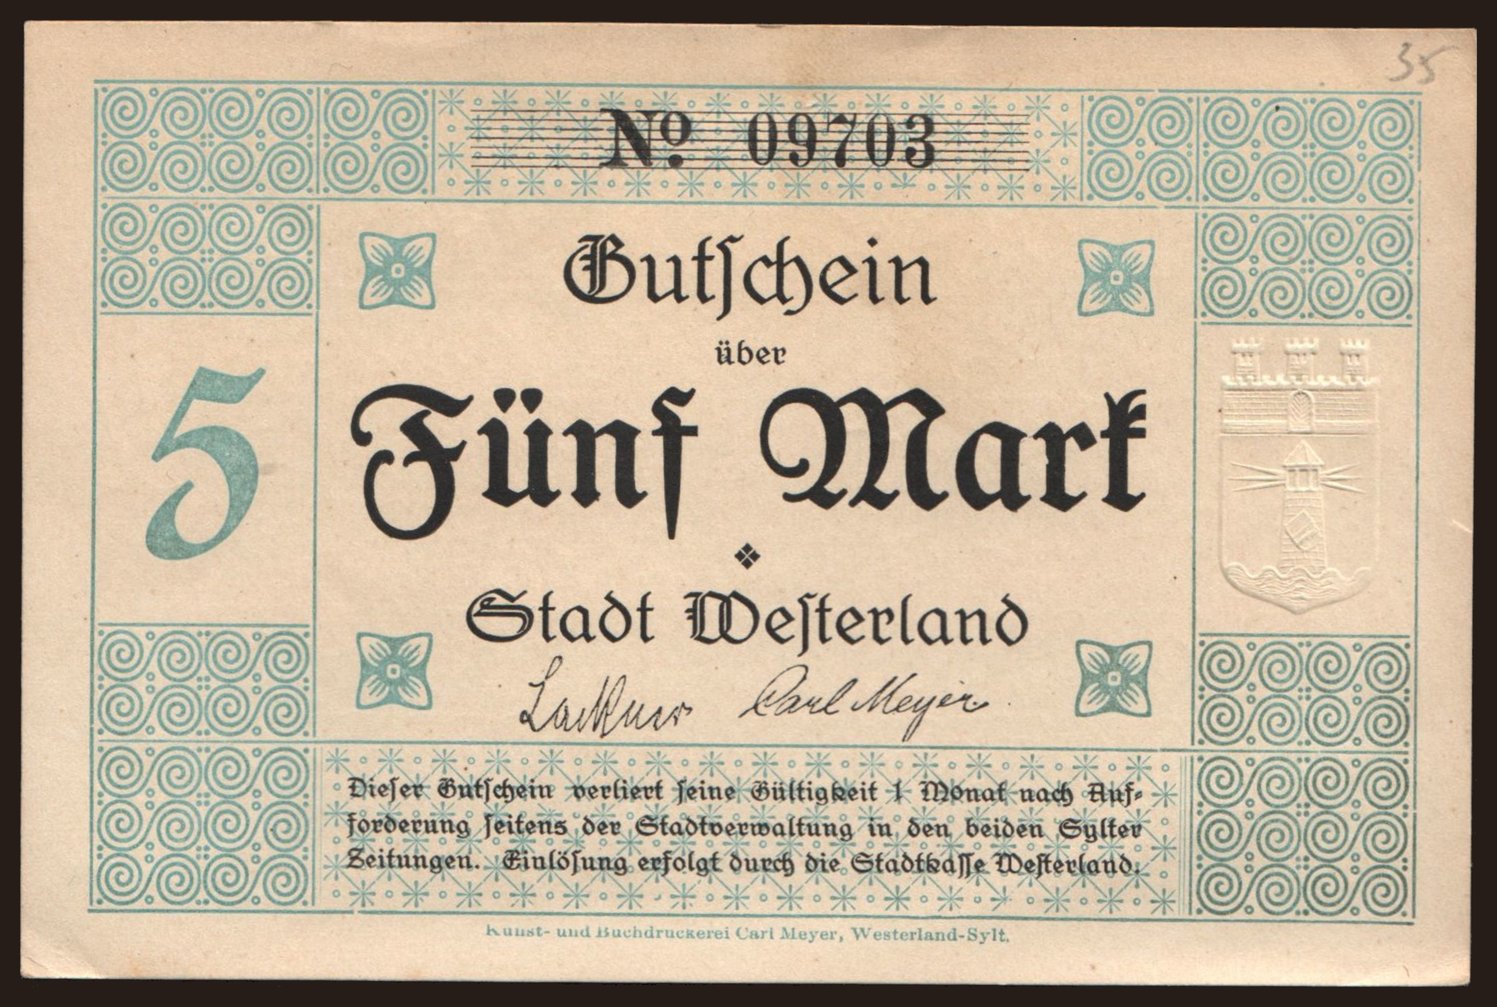 35
Nº 09703
Gutschein
über
Fünf Mark
5
Stadt Westerland
Lackner Carl Meyer
Dieser Gutschein verliert seine Gültigkeit 1 Monat nach Auf-
forderung seitens der Stadtverwaltung in den beiden Sylter
Zeitungen. Einlösung erfolgt durch die Stadtkasse Westerland.
Kunst- und Buchdruckerei Carl Meyer, Westerland-Sylt.